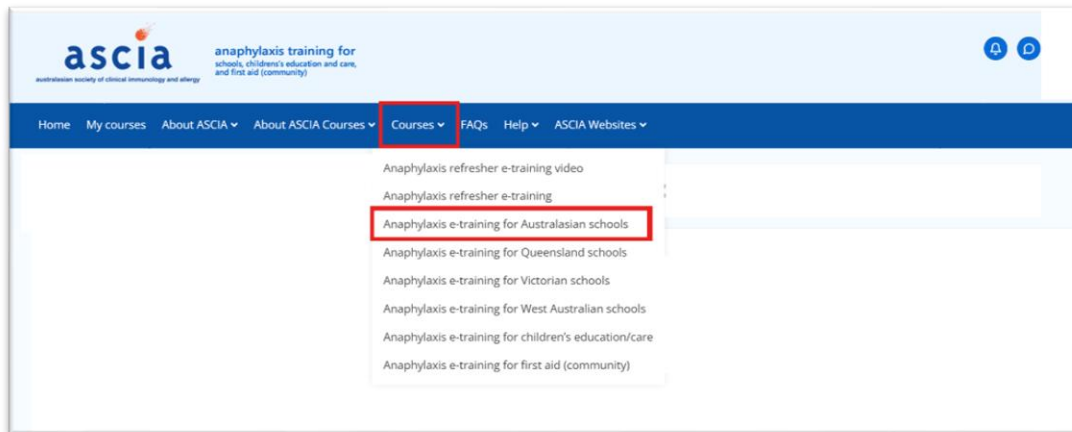 ascia
australasian society of clinical immunology and allergy
anaphylaxis training for
schools, childrens's education and care,
and first aid (community)
Home My courses About ASCIA About ASCIA Courses Courses FAQs Help ASCIA Websites
Anaphylaxis refresher e-training video
Anaphylaxis refresher e-training
Anaphylaxis e-training for Australasian schools
Anaphylaxis e-training for Queensland schools
Anaphylaxis e-training for Victorian schools
Anaphylaxis e-training for West Australian schools
Anaphylaxis e-training for children's education/care
Anaphylaxis e-training for first aid (community)